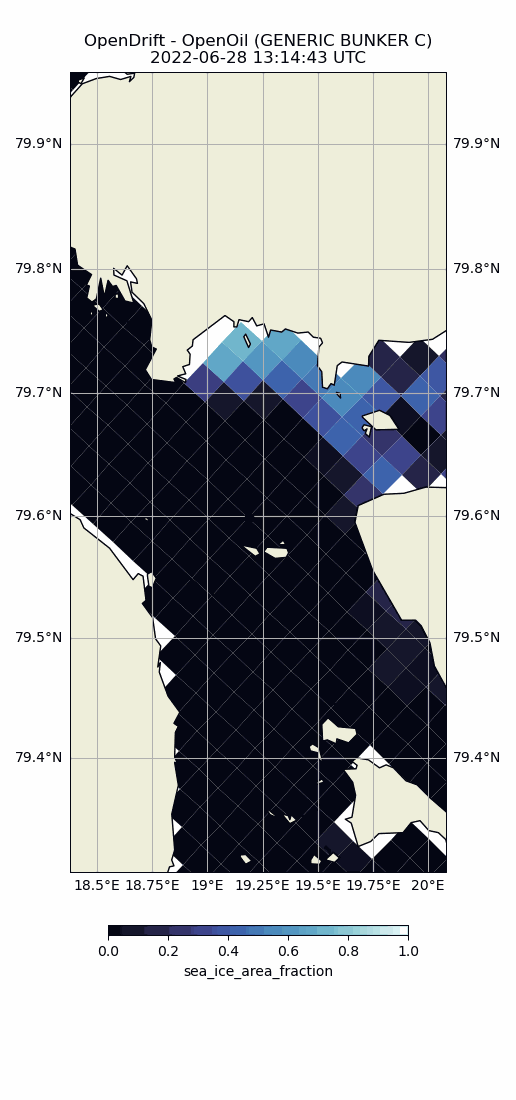 OpenDrift - OpenOil (GENERIC BUNKER C)
2022-06-28 13:14:43 UTC
79.9°N 79.9°N
79.8°N 79.8°N
79.7°N 79.7°N
79.6°N 79.6°N
79.5°N 79.5°N
79.4°N 79.4°N
18.5°E 18.75°E 19°E 19.25°E 19.5°E 19.75°E 20°E
0.0 0.2 0.4 0.6 0.8 1.0
sea_ice_area_fraction